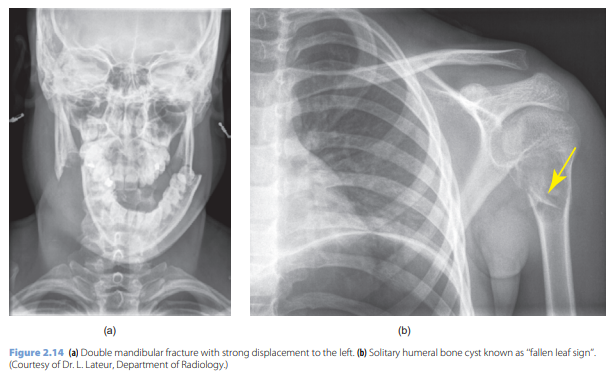 (a)
(b)
Figure 2.14 (a) Double mandibular fracture with strong displacement to the left. (b) Solitary humeral bone cyst known as “fallen leaf sign”.
(Courtesy of Dr. L. Lateur, Department of Radiology.)